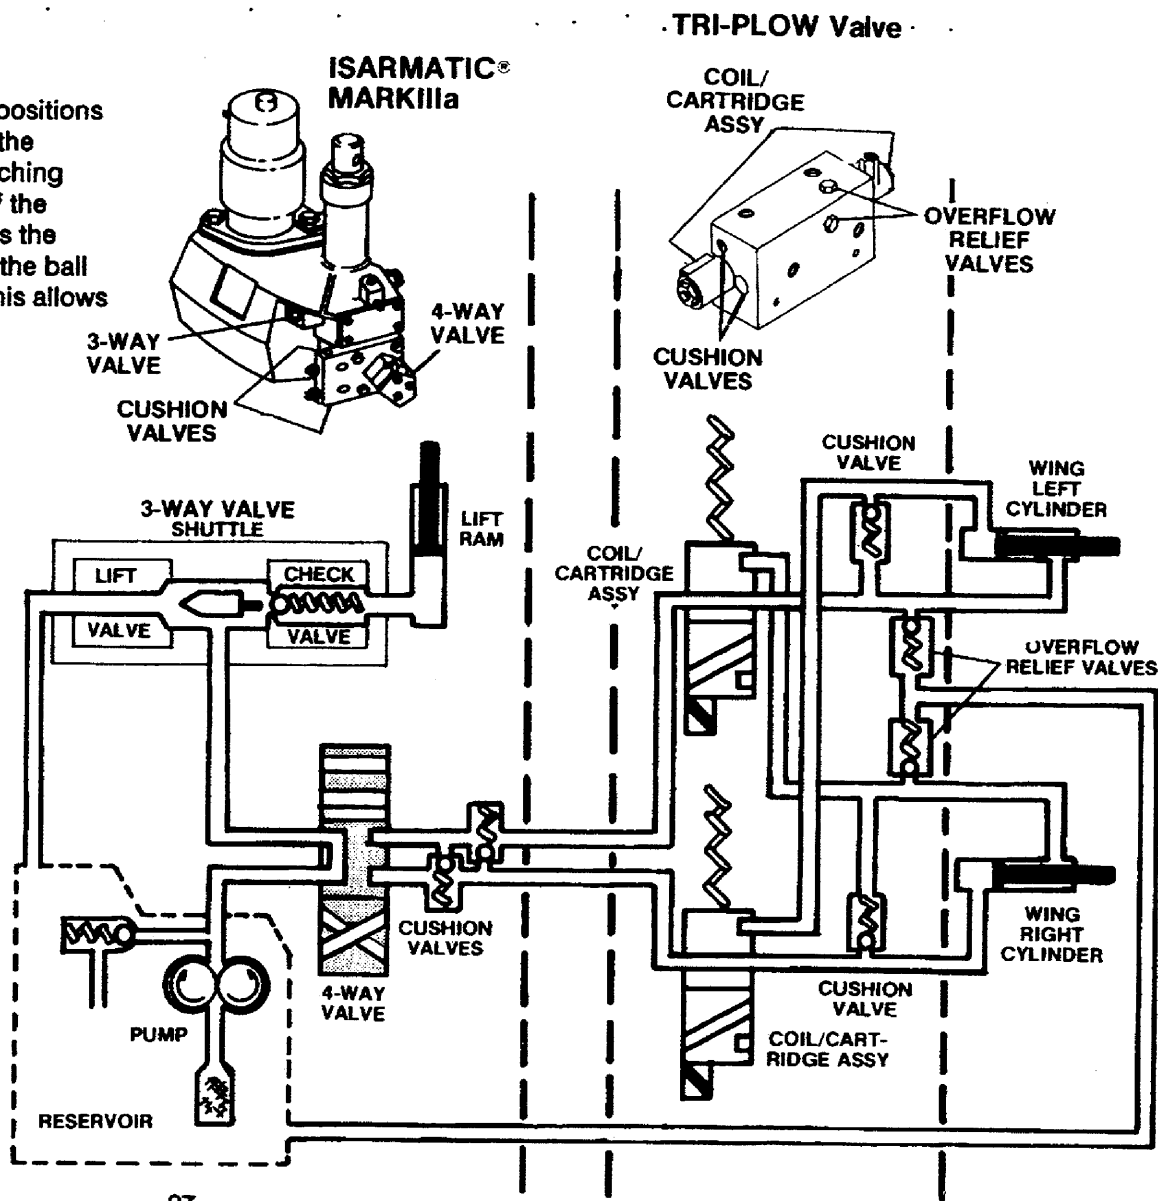 TRI-PLOW Valve
ISARMATIC®
MARKIIIa
positions
the
ching
the
s the
the ball
his allows
3-WAY
VALVE
4-WAY
VALVE
CUSHION
VALVES
COIL/
CARTRIDGE
ASSY
OVERFLOW
RELIEF
VALVES
CUSHION
VALVES
3-WAY VALVE
SHUTTLE
LIFT
VALVE
CHECK
VALVE
LIFT
RAM
COIL/
CARTRIDGE
ASSY
CUSHION
VALVE
WING
LEFT
CYLINDER
OVERFLOW
RELIEF VALVES
CUSHION
VALVES
4-WAY
VALVE
PUMP
RESERVOIR
WING
RIGHT
CYLINDER
CUSHION
VALVE
COIL/CART-
RIDGE ASSY